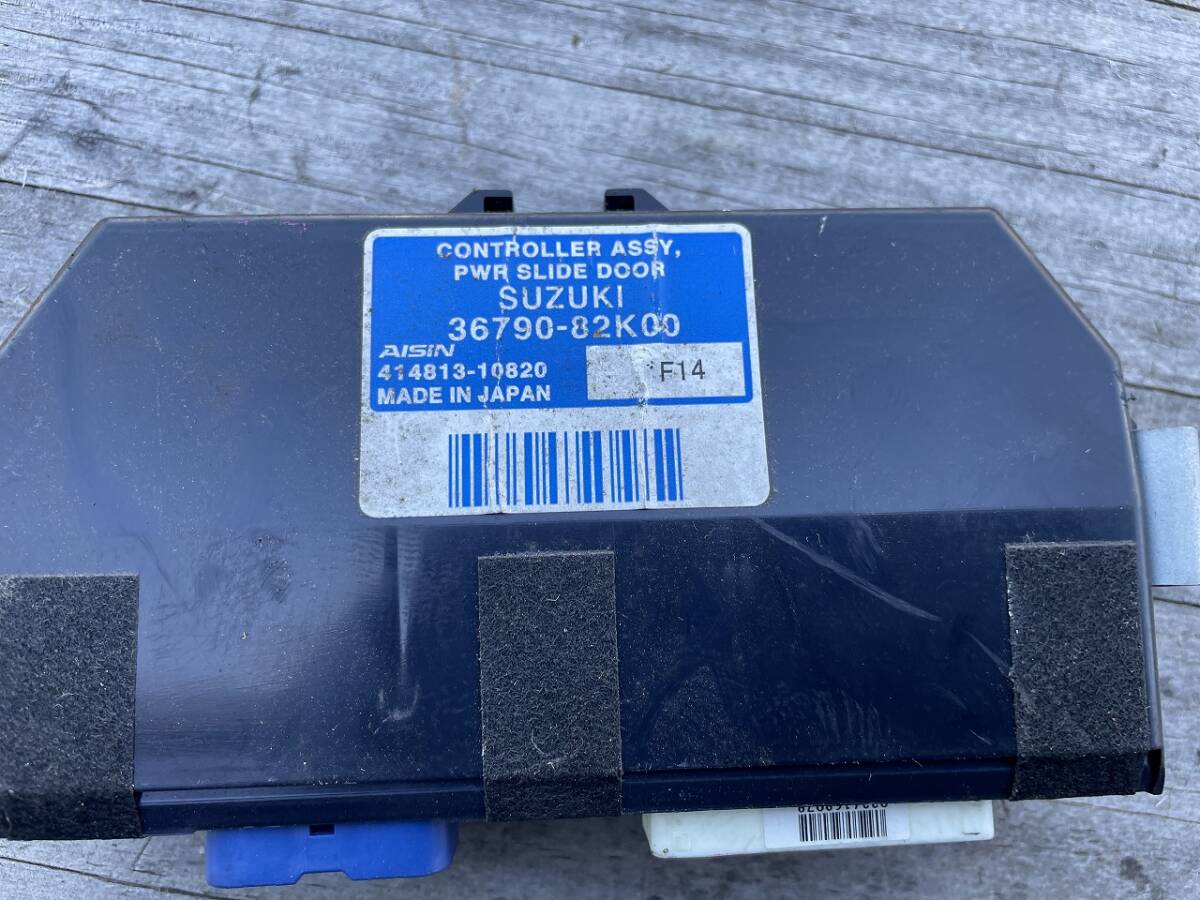 CONTROLLER ASSY,
PWR SLIDE DOOR
SUZUKI
36790-82K00
AISIN
414813-10820
F14
MADE IN JAPAN